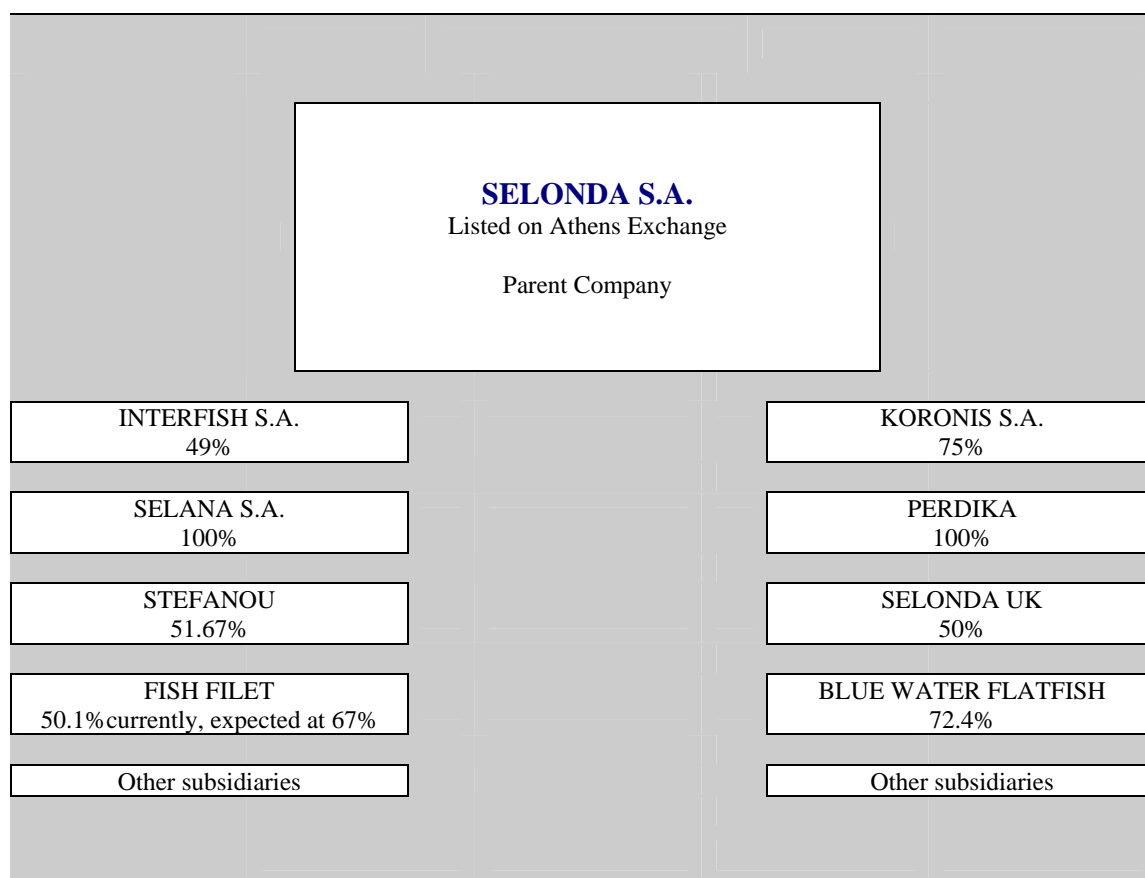 SELONDA S.A.
Listed on Athens Exchange
Parent Company
INTERFISH S.A.
49%
KORONIS S.A.
75%
SELANA S.A.
100%
PERDIKA
100%
STEFANOU
51.67%
SELONDA UK
50%
FISH FILET
50.1%currently, expected at 67%
BLUE WATER FLATFISH
72.4%
Other subsidiaries
Other subsidiaries